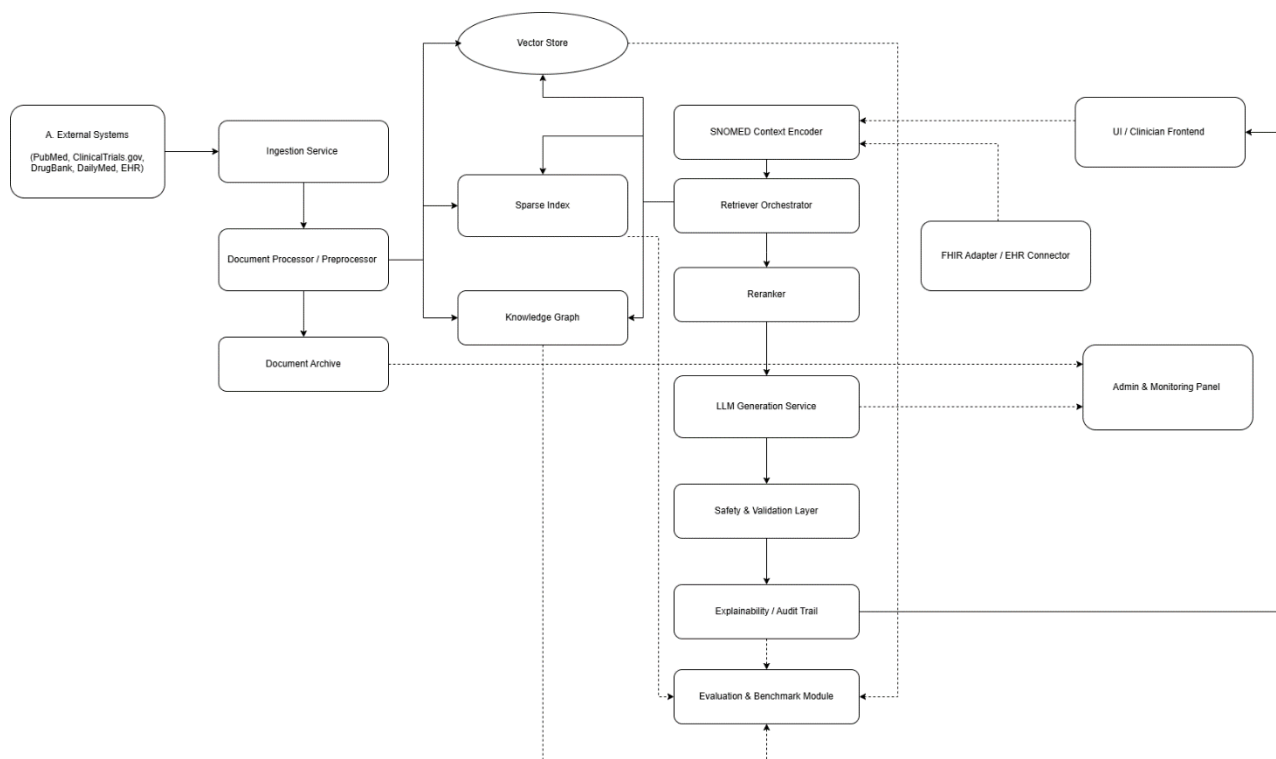 Vector Store
A. External Systems
(PubMed, ClinicalTrials.gov,
DrugBank, DailyMed, EHR)
Ingestion Service
SNOMED Context Encoder
UI / Clinician Frontend
Sparse Index
Retriever Orchestrator
Document Processor / Preprocessor
FHIR Adapter / EHR Connector
Reranker
Knowledge Graph
Document Archive
Admin & Monitoring Panel
LLM Generation Service
Safety & Validation Layer
Explainability / Audit Trail
Evaluation & Benchmark Module